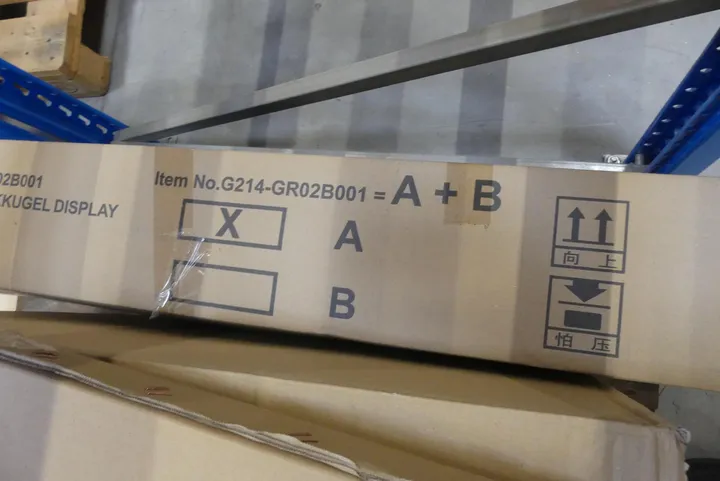 02B001
KUGEL DISPLAY
Item No.G214-GR02B001 = A + B
X A
B
向上
怕压